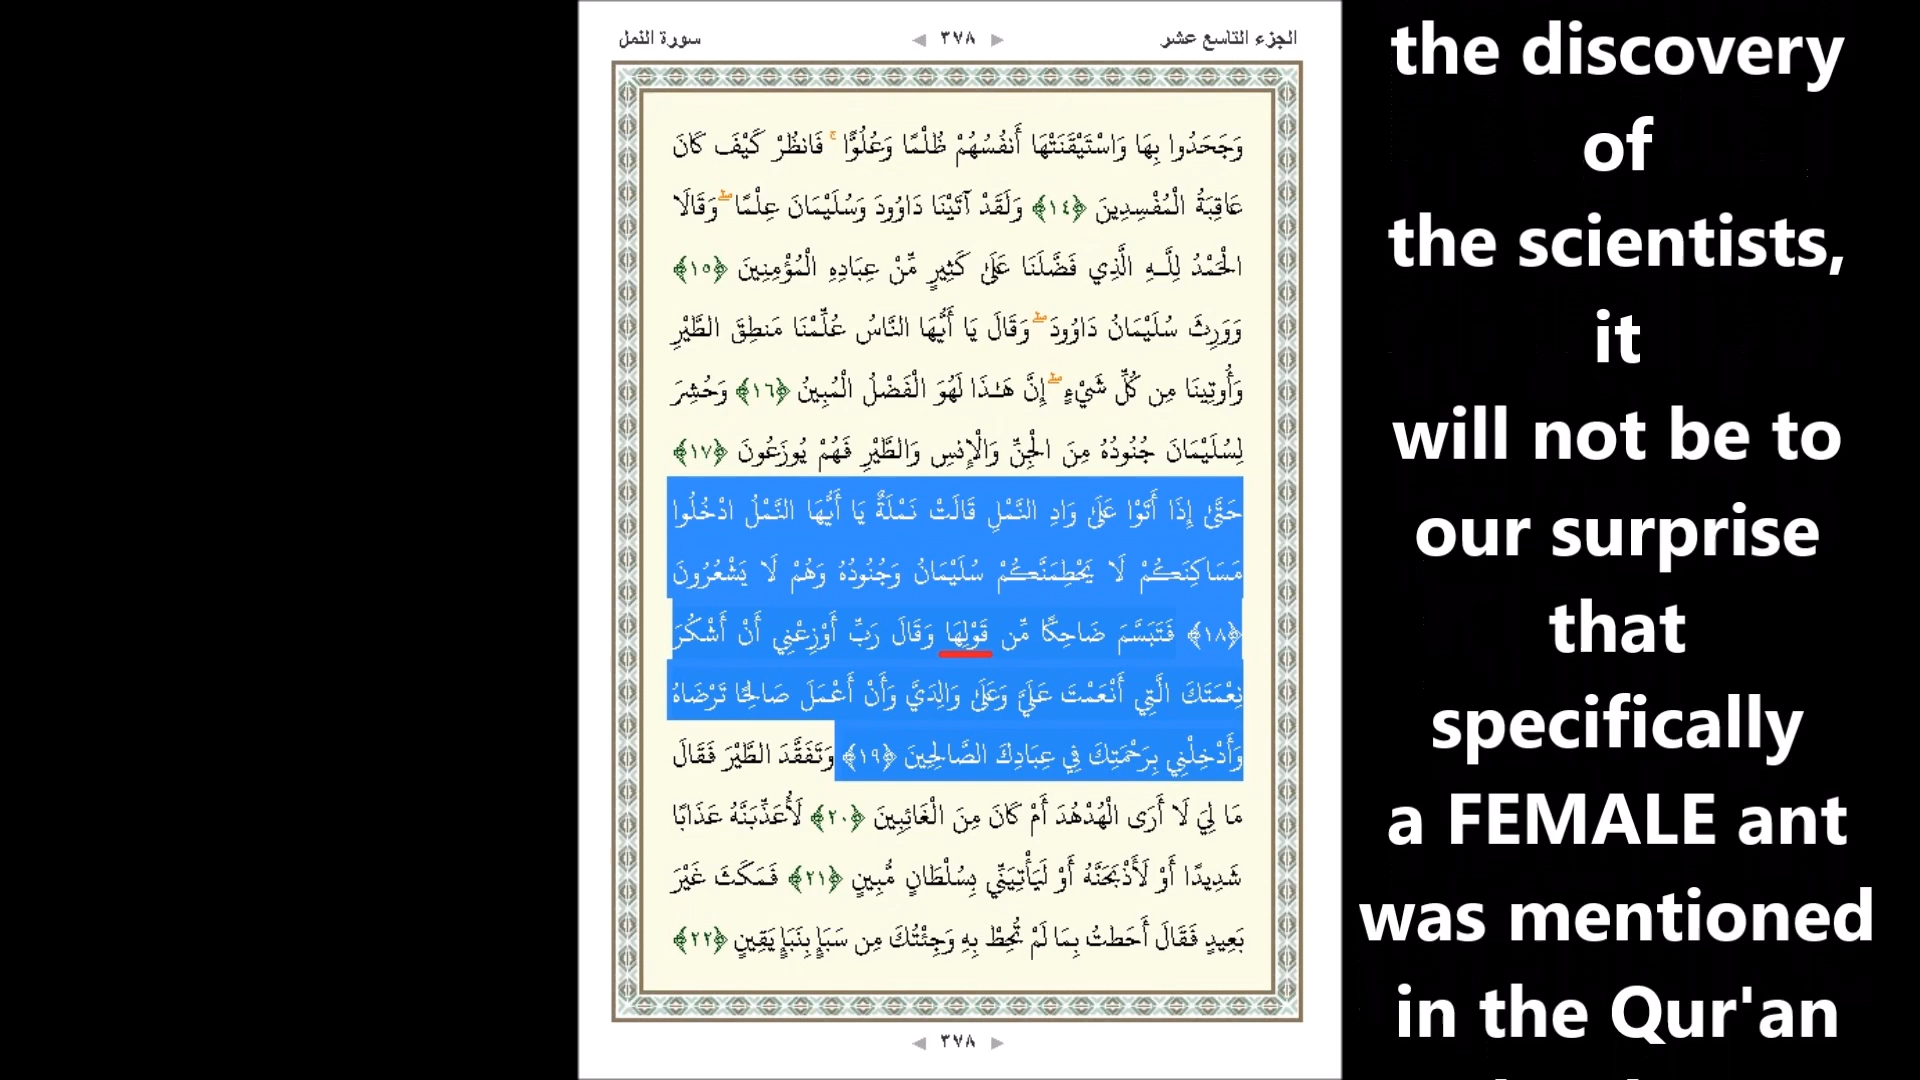 الجزء التاسع عشر
٣٧٨
سورة النمل
وَجَحَدُوا بِهَا وَاسْتَيْقَنَتْهَا أَنفُسُهُمْ ظُلْمًا وَعُلُوًّا ۚ فَانظُرْ كَيْفَ كَانَ
عَاقِبَةُ الْمُفْسِدِينَ ﴿١٤﴾ وَلَقَدْ آتَيْنَا دَاوُودَ وَسُلَيْمَانَ عِلْمًا ۖ وَقَالَا
الْحَمْدُ لِلَّـهِ الَّذِي فَضَّلَنَا عَلَىٰ كَثِيرٍ مِّنْ عِبَادِهِ الْمُؤْمِنِينَ ﴿١٥﴾
وَوَرِثَ سُلَيْمَانُ دَاوُودَ ۖ وَقَالَ يَا أَيُّهَا النَّاسُ عُلِّمْنَا مَنطِقَ الطَّيْرِ
وَأُوتِينَا مِن كُلِّ شَيْءٍ ۖ إِنَّ هَـٰذَا لَهُوَ الْفَضْلُ الْمُبِينُ ﴿١٦﴾ وَحُشِرَ
لِسُلَيْمَانَ جُنُودُهُ مِنَ الْجِنِّ وَالْإِنسِ وَالطَّيْرِ فَهُمْ يُوزَعُونَ ﴿١٧﴾
حَتَّىٰ إِذَا أَتَوْا عَلَىٰ وَادِ النَّمْلِ قَالَتْ نَمْلَةٌ يَا أَيُّهَا النَّمْلُ ادْخُلُوا
مَسَاكِنَكُمْ لَا يَحْطِمَنَّكُمْ سُلَيْمَانُ وَجُنُودُهُ وَهُمْ لَا يَشْعُرُونَ
﴿١٨﴾ فَتَبَسَّمَ ضَاحِكًا مِّن قَوْلِهَا وَقَالَ رَبِّ أَوْزِعْنِي أَنْ أَشْكُرَ
نِعْمَتَكَ الَّتِي أَنْعَمْتَ عَلَيَّ وَعَلَىٰ وَالِدَيَّ وَأَنْ أَعْمَلَ صَالِحًا تَرْضَاهُ
وَأَدْخِلْنِي بِرَحْمَتِكَ فِي عِبَادِكَ الصَّالِحِينَ ﴿١٩﴾ وَتَفَقَّدَ الطَّيْرَ فَقَالَ
مَا لِيَ لَا أَرَى الْهُدْهُدَ أَمْ كَانَ مِنَ الْغَائِبِينَ ﴿٢٠﴾ لَأُعَذِّبَنَّهُ عَذَابًا
شَدِيدًا أَوْ لَأَذْبَحَنَّهُ أَوْ لَيَأْتِيَنِّي بِسُلْطَانٍ مُّبِينٍ ﴿٢١﴾ فَمَكَثَ غَيْرَ
بَعِيدٍ فَقَالَ أَحَطتُ بِمَا لَمْ تُحِطْ بِهِ وَجِئْتُكَ مِن سَبَإٍ بِنَبَإٍ يَقِينٍ ﴿٢٢﴾
٣٧٨
the discovery
of
the scientists,
it
will not be to
our surprise
that
specifically
a FEMALE ant
was mentioned
in the Qur'an